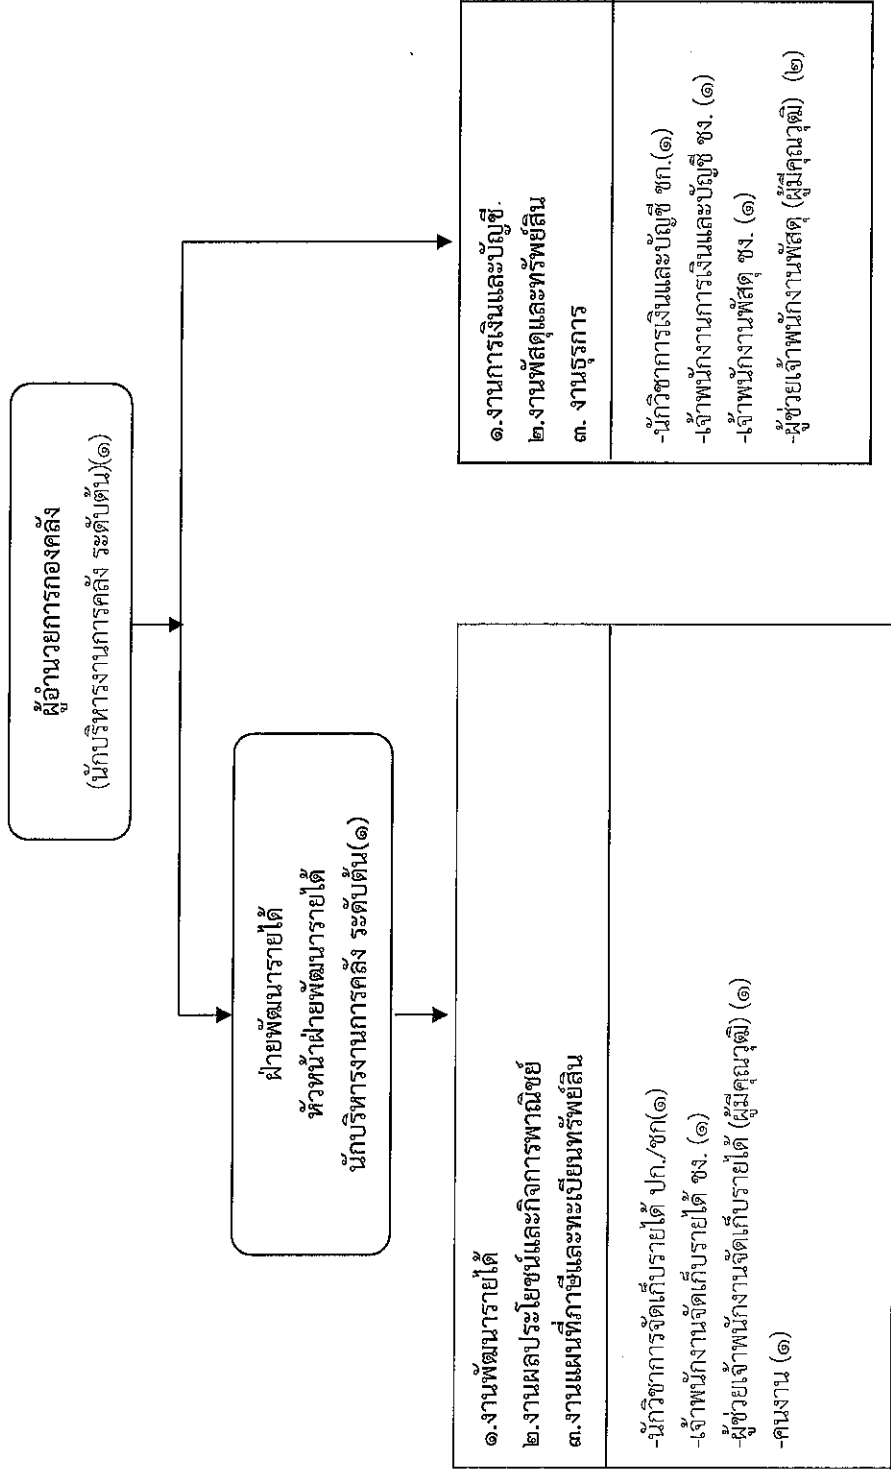 ผู้อำนวยการกองคลัง
(นักบริหารงานการคลัง ระดับต้น)(๑)
ฝ่ายพัฒนารายได้
หัวหน้าฝ่ายพัฒนารายได้
นักบริหารงานการคลัง ระดับต้น(๑)
๑.งานพัฒนารายได้
๒.งานผลประโยชน์และกิจการพาณิชย์
๓.งานแผนที่ภาษีและทะเบียนทรัพย์สิน
-นักวิชาการจัดเก็บรายได้ ปก./ชก(๑)
-เจ้าพนักงานจัดเก็บรายได้ ชง. (๑)
-ผู้ช่วยเจ้าพนักงานจัดเก็บรายได้ (ผู้มีคุณวุฒิ) (๑)
-คนงาน (๑)
๑.งานการเงินและบัญชี.
๒.งานพัสดุและทรัพย์สิน
๓. งานธุรการ
-นักวิชาการเงินและบัญชี ชก.(๑)
-เจ้าพนักงานการเงินและบัญชี ชง. (๑)
-เจ้าพนักงานพัสดุ ชง. (๑)
-ผู้ช่วยเจ้าพนักงานพัสดุ (ผู้มีคุณวุฒิ) (๒)